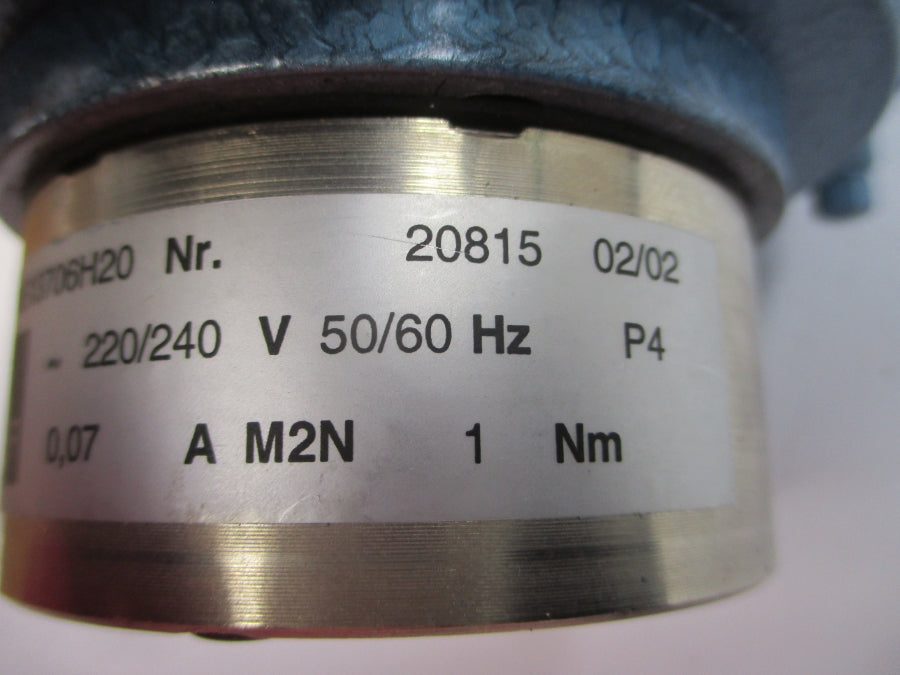 Nr. 20815 02/02
~ 220/240 V 50/60 Hz P4
0,07 A M2N 1 Nm